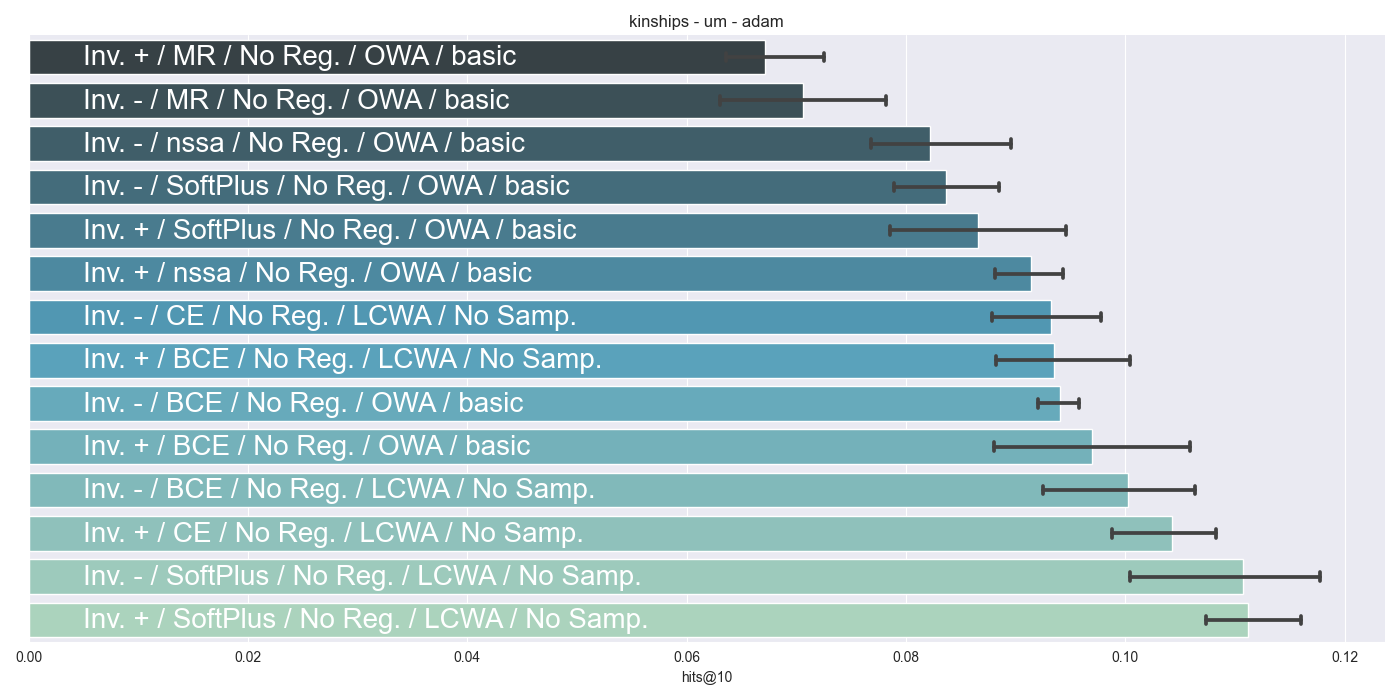 kinships - um - adam
Inv. + / MR / No Reg. / OWA / basic
Inv. - / MR / No Reg. / OWA / basic
Inv. - / nssa / No Reg. / OWA / basic
Inv. - / SoftPlus / No Reg. / OWA / basic
Inv. + / SoftPlus / No Reg. / OWA / basic
Inv. + / nssa / No Reg. / OWA / basic
Inv. - / CE / No Reg. / LCWA / No Samp.
Inv. + / BCE / No Reg. / LCWA / No Samp.
Inv. - / BCE / No Reg. / OWA / basic
Inv. + / BCE / No Reg. / OWA / basic
Inv. - / BCE / No Reg. / LCWA / No Samp.
Inv. + / CE / No Reg. / LCWA / No Samp.
Inv. - / SoftPlus / No Reg. / LCWA / No Samp.
Inv. + / SoftPlus / No Reg. / LCWA / No Samp.
0.00 0.02 0.04 0.06 0.08 0.10 0.12
hits@10